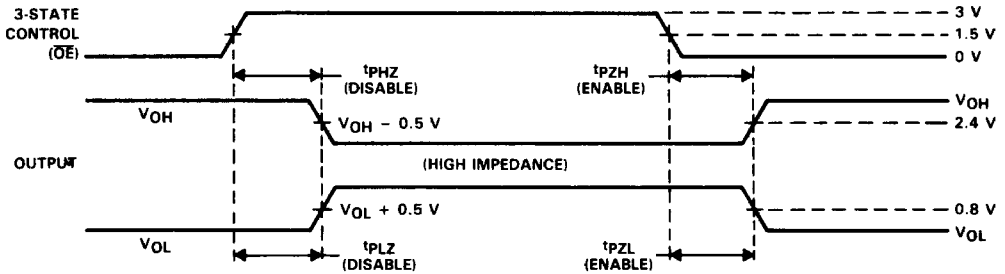 3-STATE
CONTROL
(OE)
3 V
1.5 V
0 V
tPHZ
(DISABLE)
tPZH
(ENABLE)
VOH
VOH − 0.5 V
VOH
2.4 V
OUTPUT
(HIGH IMPEDANCE)
VOL + 0.5 V
0.8 V
VOL
VOL
tPLZ
(DISABLE)
tPZL
(ENABLE)